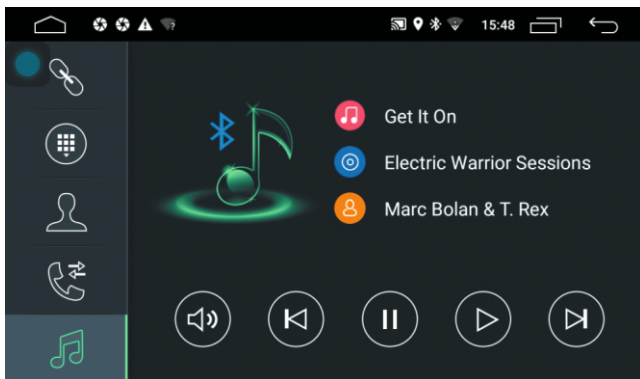 15:48
Get It On
Electric Warrior Sessions
Marc Bolan & T. Rex